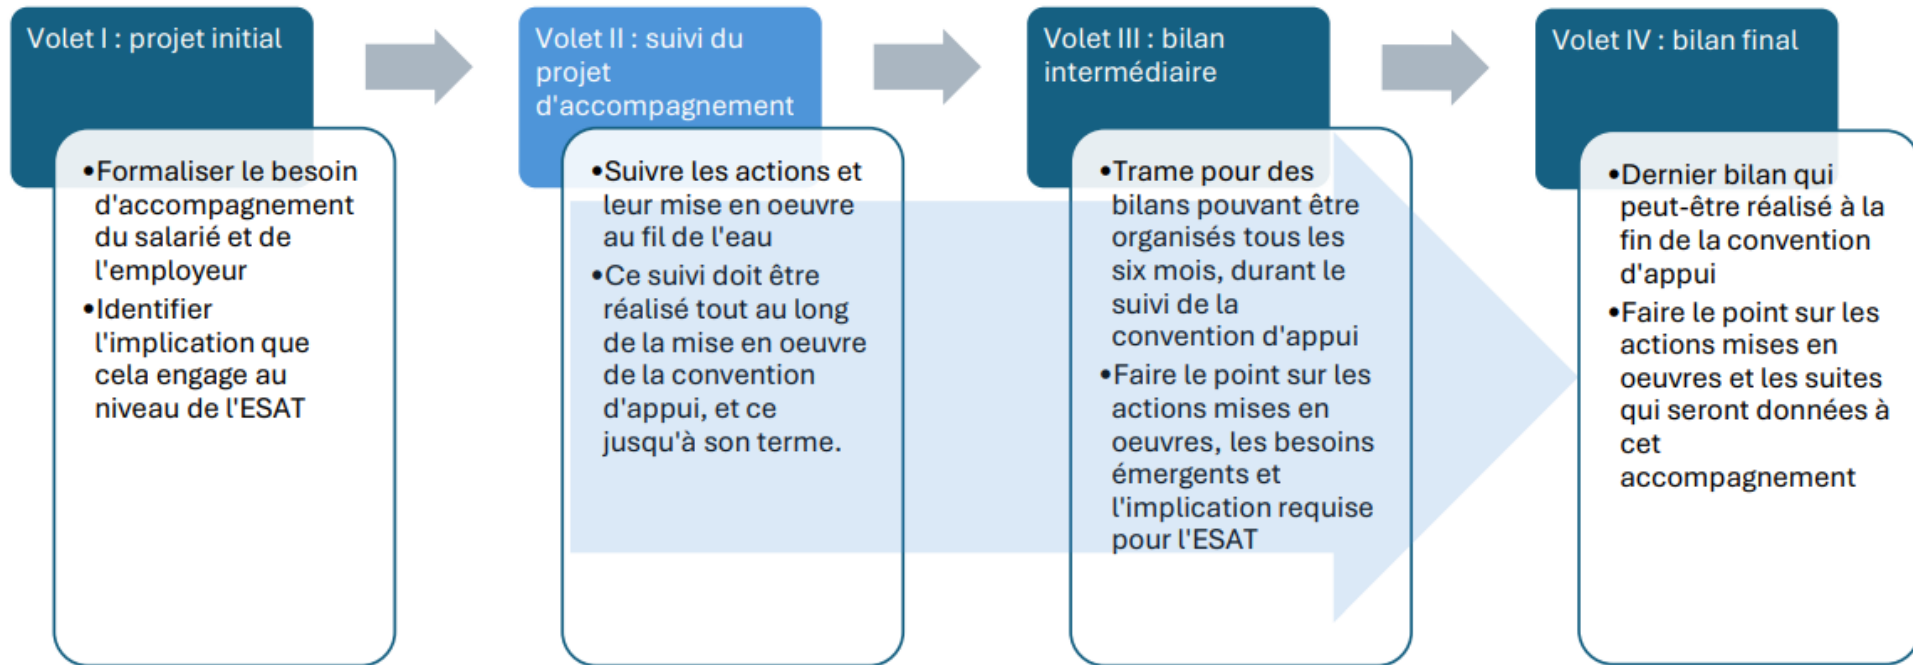 Volet I : projet initial
•Formaliser le besoin
d'accompagnement
du salarié et de
l'employeur
•Identifier
l'implication que
cela engage au
niveau de l'ESAT
Volet II : suivi du
projet
d'accompagnement
•Suivre les actions et
leur mise en oeuvre
au fil de l'eau
•Ce suivi doit être
réalisé tout au long
de la mise en oeuvre
de la convention
d'appui, et ce
jusqu'à son terme.
Volet III : bilan
intermédiaire
•Trame pour des
bilans pouvant être
organisés tous les
six mois, durant le
suivi de la
convention d'appui
•Faire le point sur les
actions mises en
oeuvres, les besoins
émergents et
l'implication requise
pour l'ESAT
Volet IV : bilan final
•Dernier bilan qui
peut-être réalisé à la
fin de la convention
d'appui
•Faire le point sur les
actions mises en
oeuvres et les suites
qui seront données à
cet
accompagnement